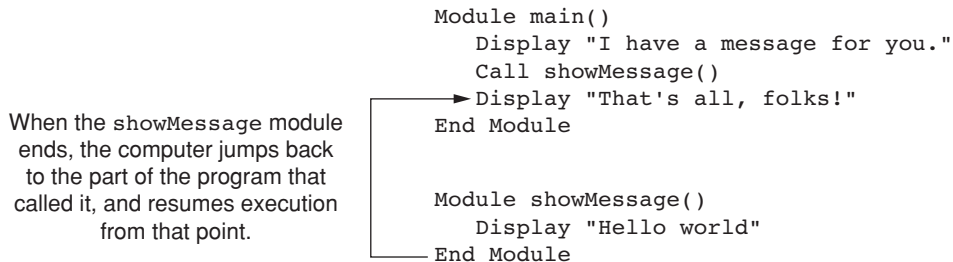 When the showMessage module
ends, the computer jumps back
to the part of the program that
called it, and resumes execution
from that point.
Module main()
Display "I have a message for you."
Call showMessage()
Display "That's all, folks!"
End Module
Module showMessage()
Display "Hello world"
End Module